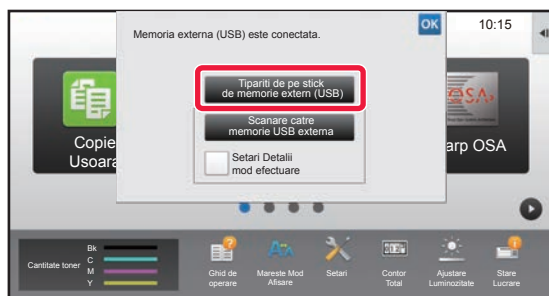 Memoria externa (USB) este conectata.
OK
10:15
Tipariti de pe stick
de memorie extern (USB)
Scanare catre
memorie USB externa
Setari Detalii
mod efectuare
Copie
Usoara
arp OSA
Cantitate toner
Bk
C
M
Y
Ghid de
operare
Mareste Mod
Afisare
Setari
Contor
Total
Ajustare
Luminozitate
Stare
Lucrare